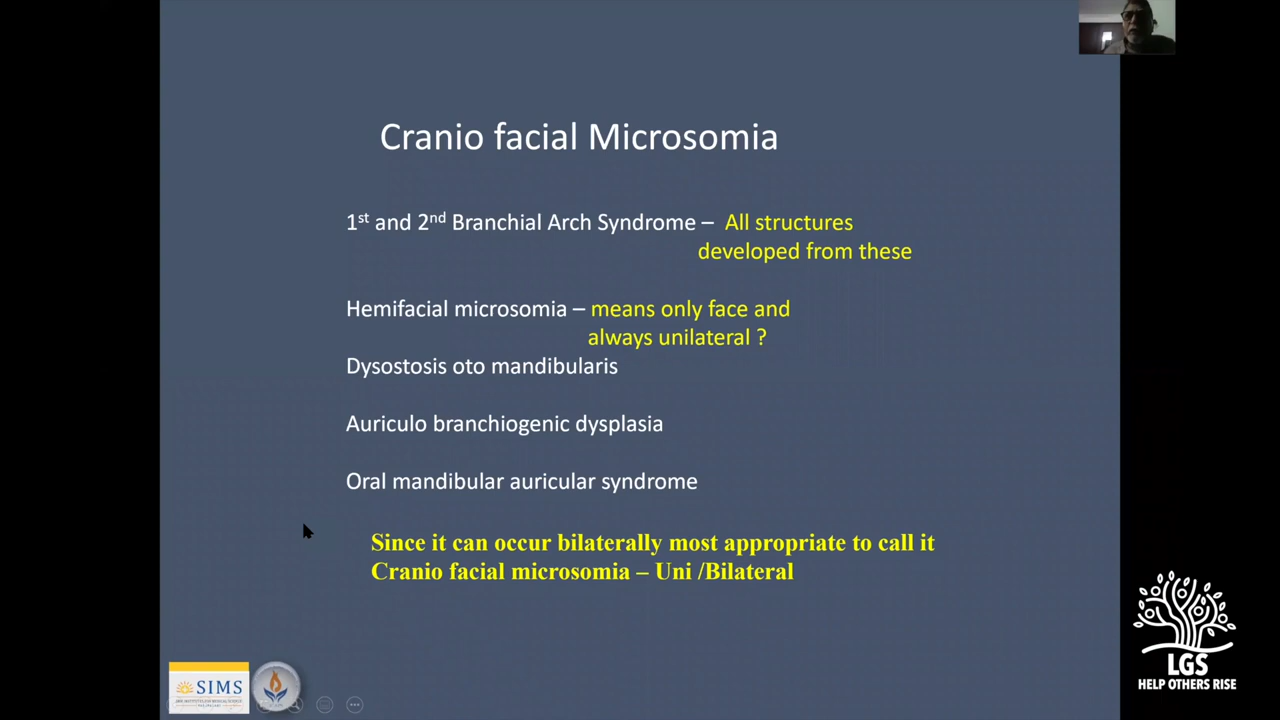 Cranio facial Microsomia
1st and 2nd Branchial Arch Syndrome – All structures
developed from these
Hemifacial microsomia – means only face and
always unilateral ?
Dysostosis oto mandibularis
Auriculo branchiogenic dysplasia
Oral mandibular auricular syndrome
Since it can occur bilaterally most appropriate to call it
Cranio facial microsomia – Uni /Bilateral
SIMS
LGS
HELP OTHERS RISE